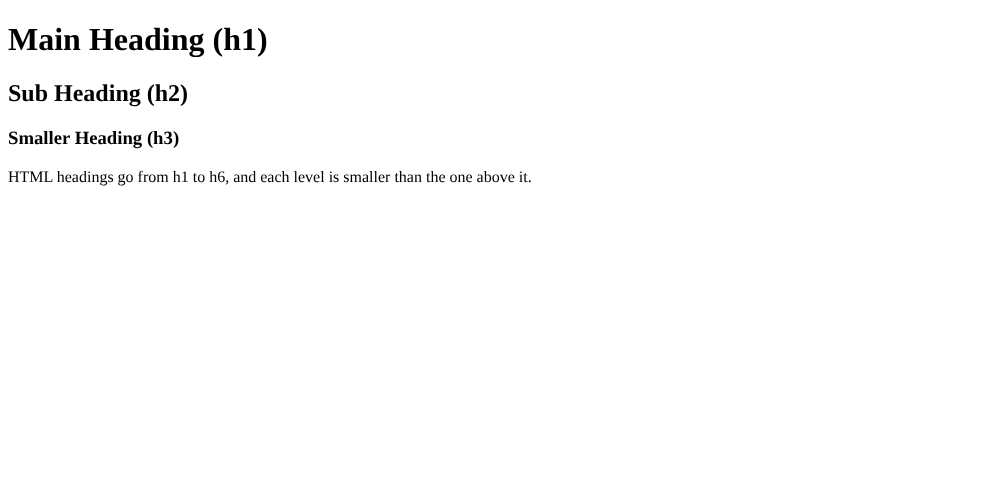 Main Heading (h1)
Sub Heading (h2)
Smaller Heading (h3)
HTML headings go from h1 to h6, and each level is smaller than the one above it.